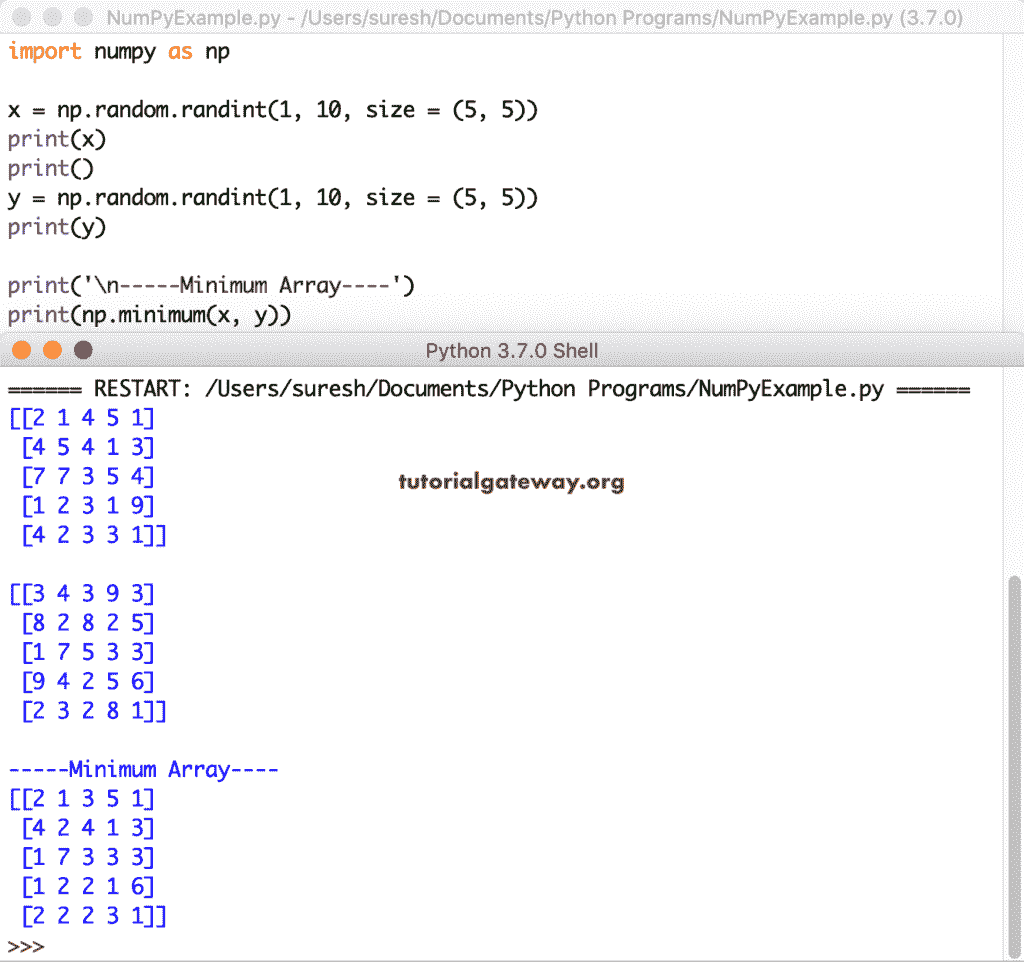 NumPyExample.py - /Users/suresh/Documents/Python Programs/NumPyExample.py (3.7.0)
import numpy as np
x = np.random.randint(1, 10, size = (5, 5))
print(x)
print()
y = np.random.randint(1, 10, size = (5, 5))
print(y)
print('\n-----Minimum Array----')
print(np.minimum(x, y))
Python 3.7.0 Shell
====== RESTART: /Users/suresh/Documents/Python Programs/NumPyExample.py ======
[[2 1 4 5 1]
 [4 5 4 1 3]
 [7 7 3 5 4]
tutorialgateway.org
 [1 2 3 1 9]
 [4 2 3 3 1]]
[[3 4 3 9 3]
 [8 2 8 2 5]
 [1 7 5 3 3]
 [9 4 2 5 6]
 [2 3 2 8 1]]
-----Minimum Array----
[[2 1 3 5 1]
 [4 2 4 1 3]
 [1 7 3 3 3]
 [1 2 2 1 6]
 [2 2 2 3 1]]
>>>